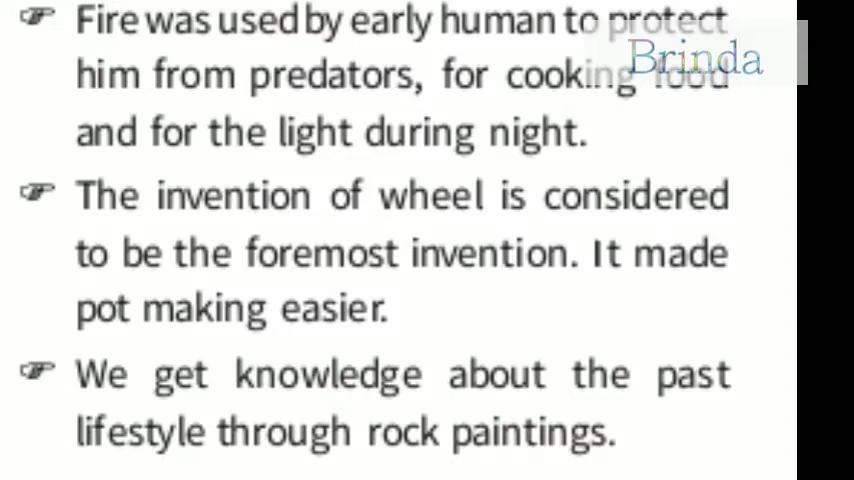 ☞ Fire was used by early human to protect
him from predators, for cooking food
and for the light during night.
☞ The invention of wheel is considered
to be the foremost invention. It made
pot making easier.
☞ We get knowledge about the past
lifestyle through rock paintings.
Brinda